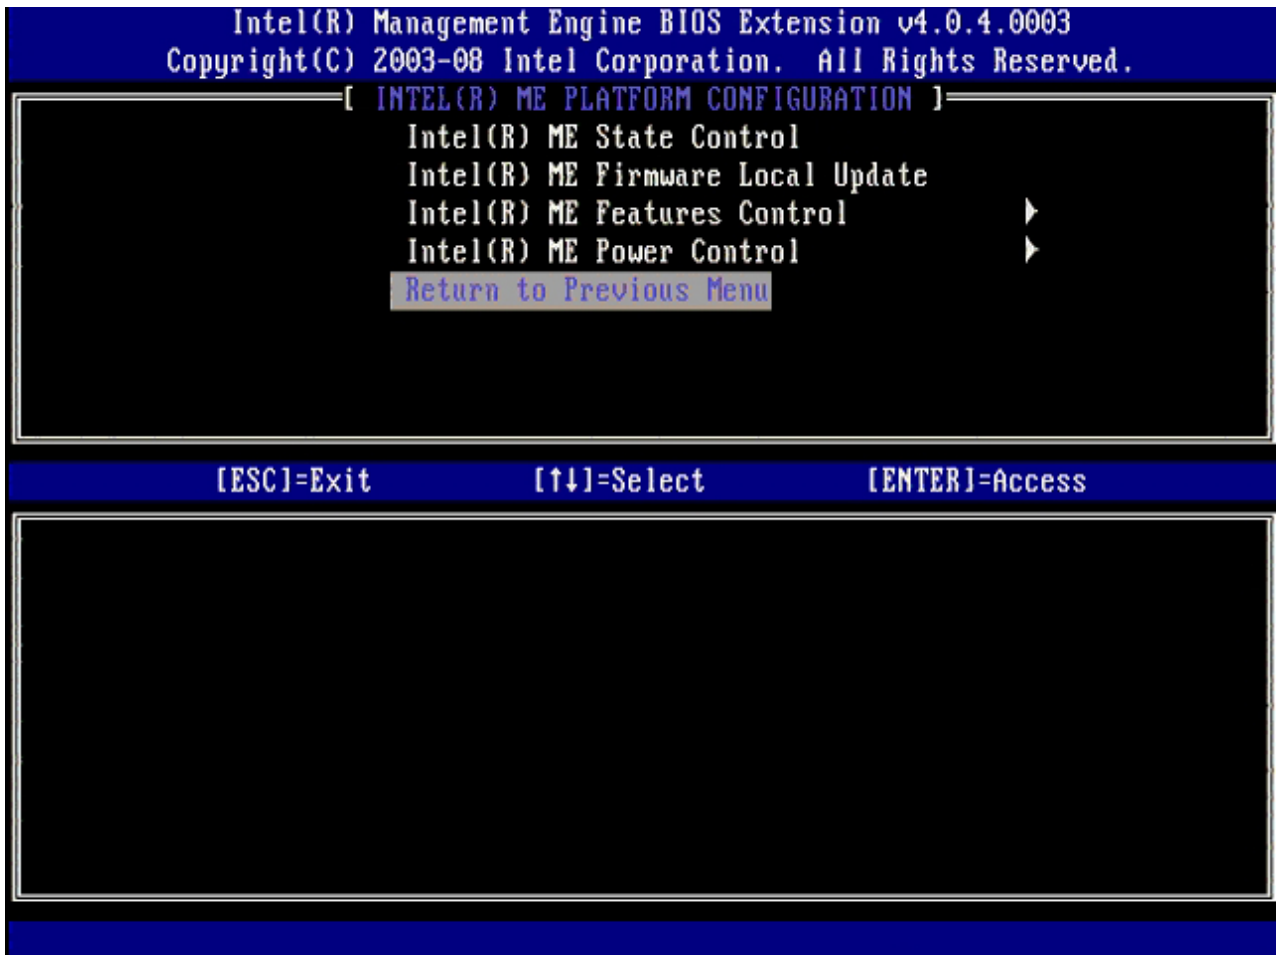 Intel(R) Management Engine BIOS Extension v4.0.4.0003
Copyright(C) 2003-08 Intel Corporation. All Rights Reserved.
[ INTEL(R) ME PLATFORM CONFIGURATION ]
Intel(R) ME State Control
Intel(R) ME Firmware Local Update
Intel(R) ME Features Control ►
Intel(R) ME Power Control ►
Return to Previous Menu
[ESC]=Exit [↑↓]=Select [ENTER]=Access